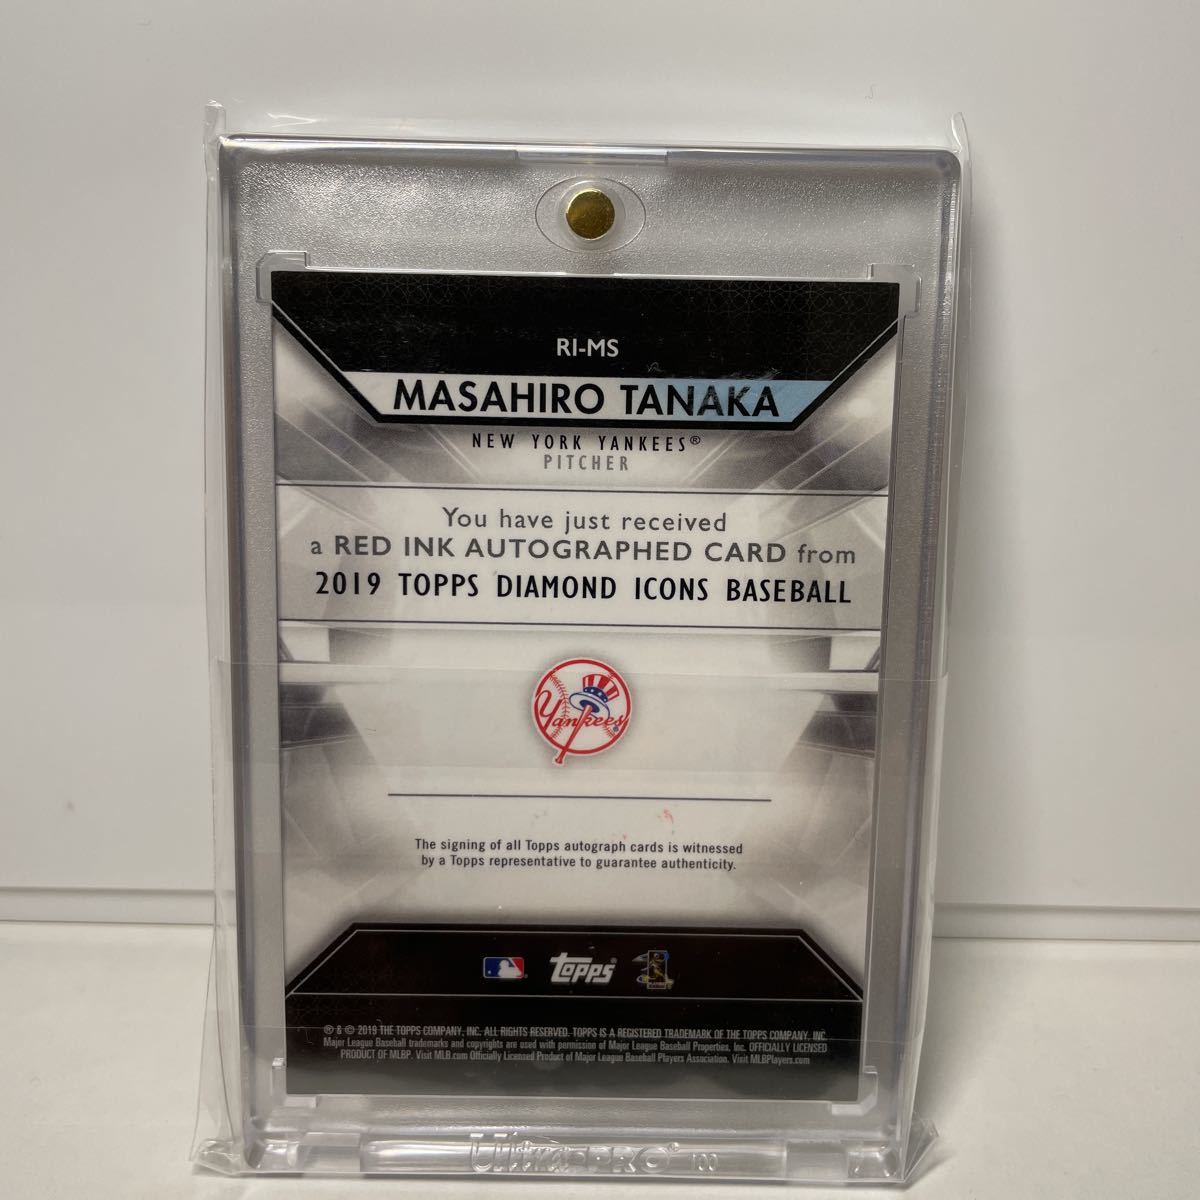 RI-MS
MASAHIRO TANAKA
NEW YORK YANKEES®
PITCHER
You have just received
a RED INK AUTOGRAPHED CARD from
2019 TOPPS DIAMOND ICONS BASEBALL
Yankees
The signing of all Topps autograph cards is witnessed
by a Topps representative to guarantee authenticity.
TOPPS®
® & © 2019 THE TOPPS COMPANY, INC. ALL RIGHTS RESERVED. TOPPS IS A REGISTERED TRADEMARK OF THE TOPPS COMPANY, INC.
Major League Baseball trademarks and copyrights are used with permission of Major League Baseball Properties, Inc. OFFICIALLY LICENSED
PRODUCT OF MLBP. Visit MLB.com Officially Licensed Product of Major League Baseball Players Association. Visit MLBPlayers.com
Ultra PRO® 100